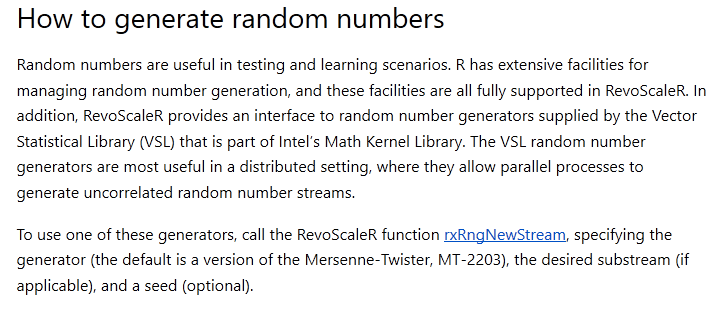 How to generate random numbers
Random numbers are useful in testing and learning scenarios. R has extensive facilities for
managing random number generation, and these facilities are all fully supported in RevoScaleR. In
addition, RevoScaleR provides an interface to random number generators supplied by the Vector
Statistical Library (VSL) that is part of Intel's Math Kernel Library. The VSL random number
generators are most useful in a distributed setting, where they allow parallel processes to
generate uncorrelated random number streams.
To use one of these generators, call the RevoScaleR function rxRngNewStream, specifying the
generator (the default is a version of the Mersenne-Twister, MT-2203), the desired substream (if
applicable), and a seed (optional).